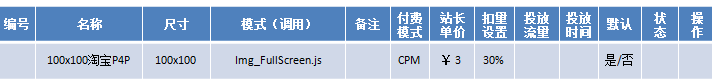 编号 名称 尺寸 模式（调用） 备注 付费模式 站长单价 扣量设置 投放流量 投放时间 默认 状态 操作
100x100淘宝P4P 100x100 Img_FullScreen.js CPM ￥3 30% 是/否